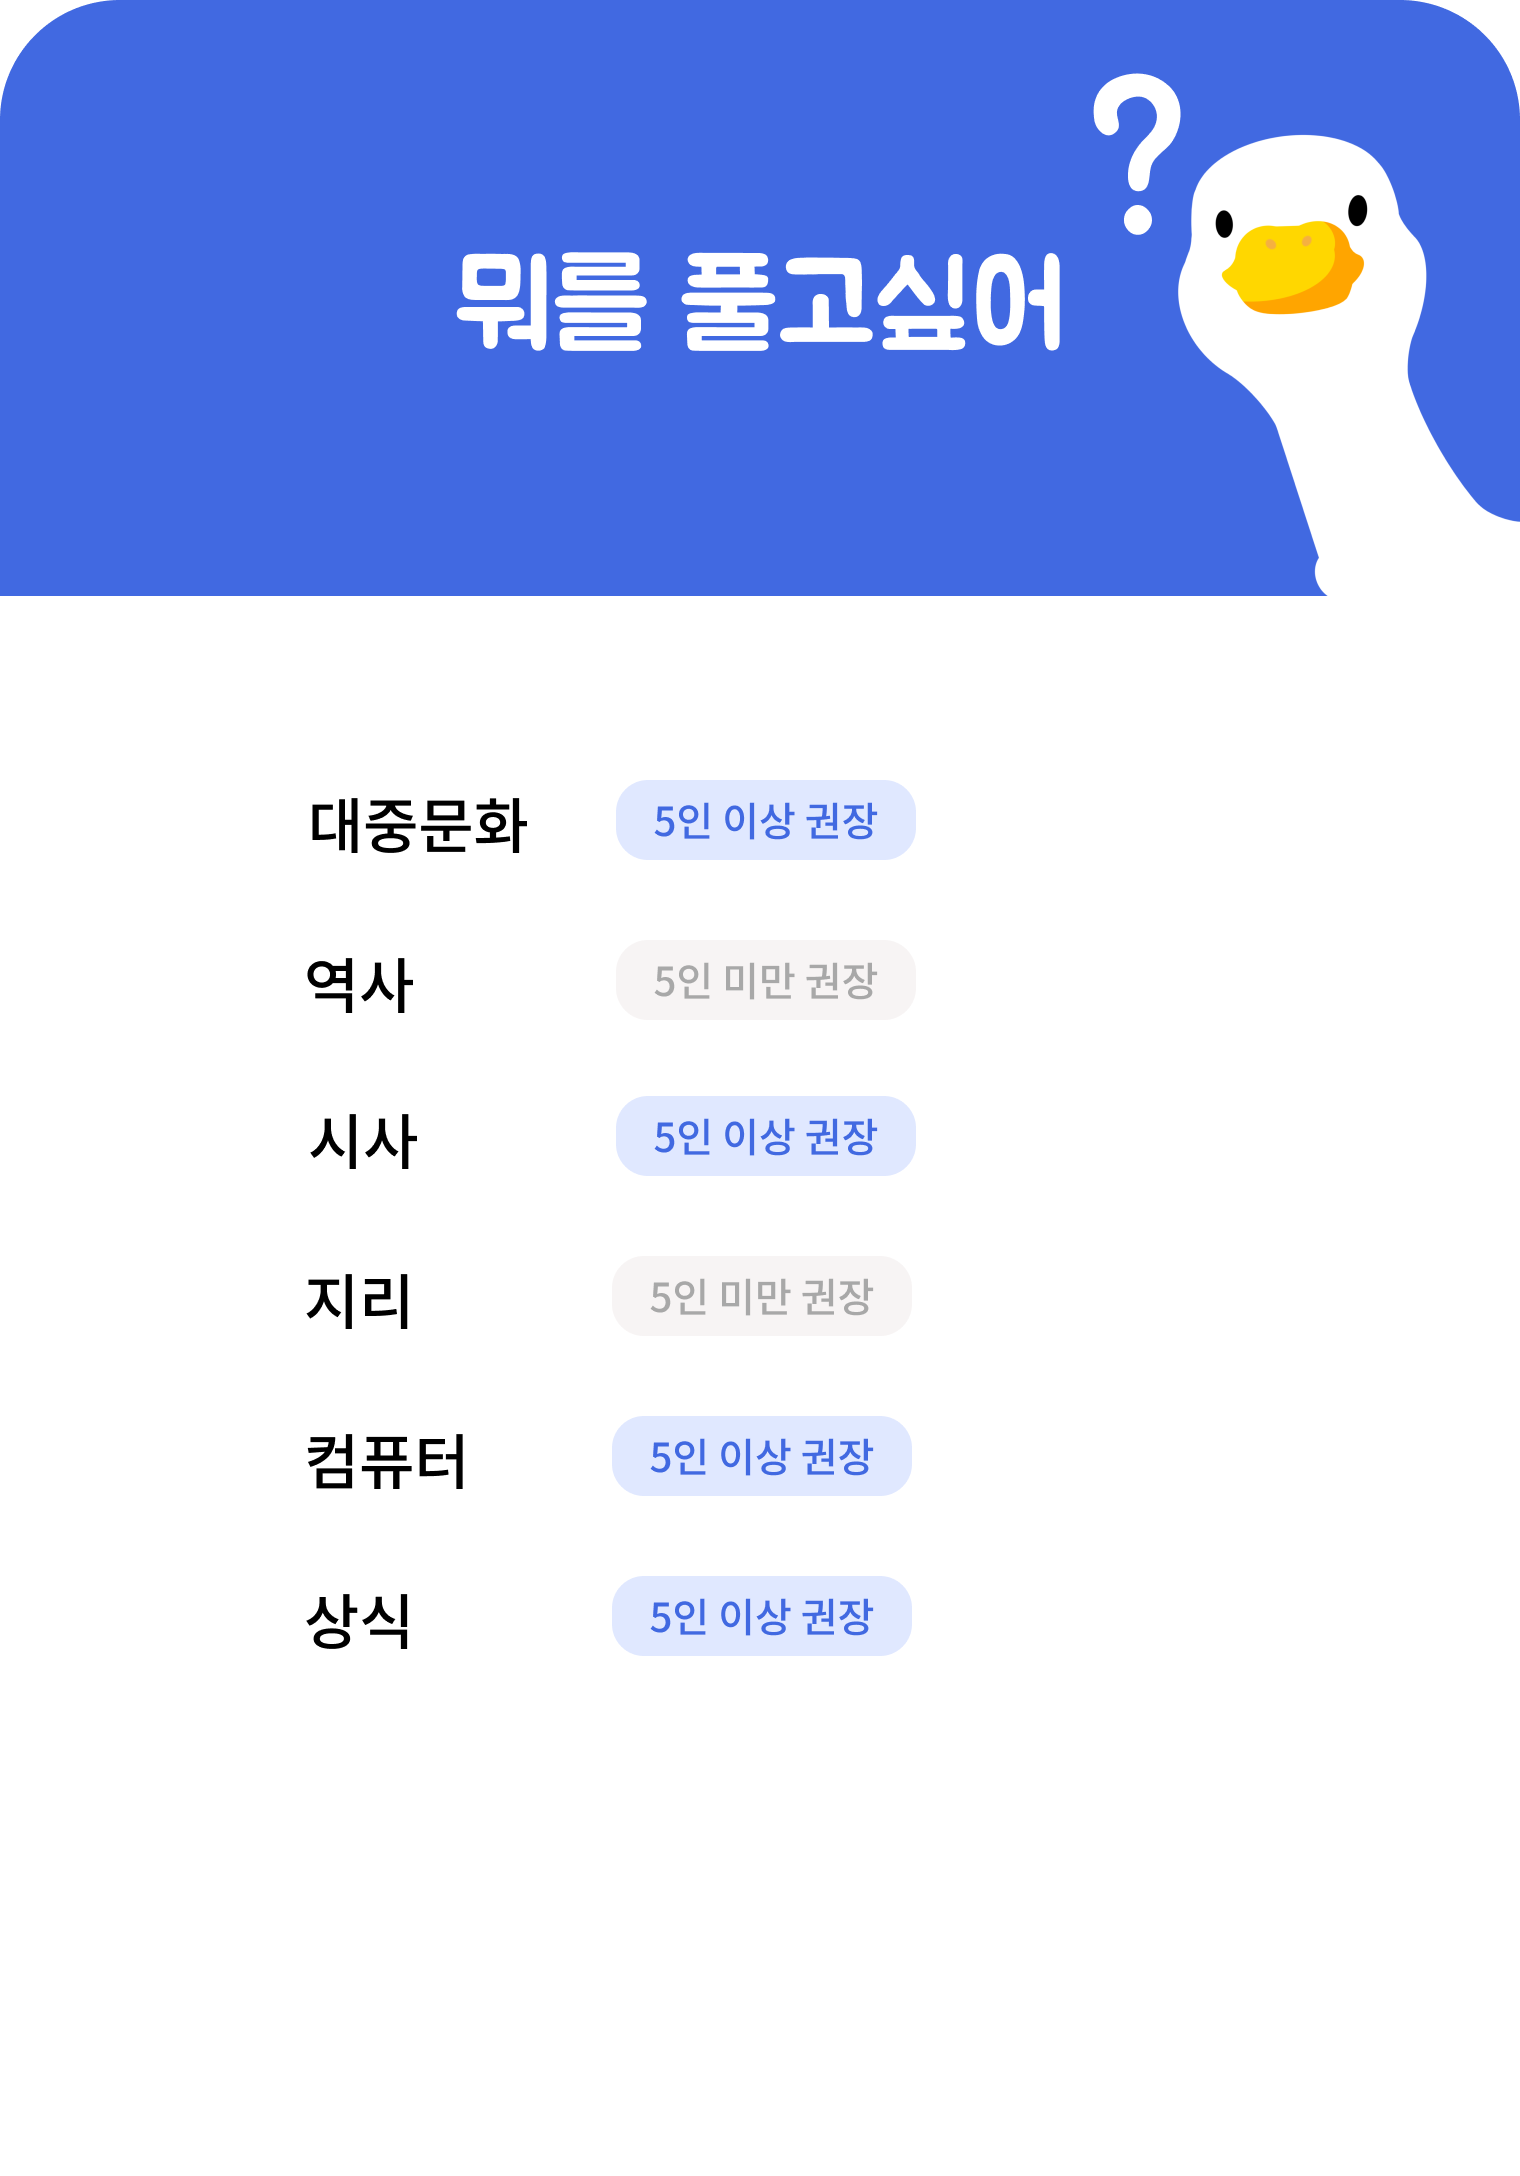 ?
뭐를 풀고싶어
대중문화 5인 이상 권장
역사 5인 미만 권장
시사 5인 이상 권장
지리 5인 미만 권장
컴퓨터 5인 이상 권장
상식 5인 이상 권장